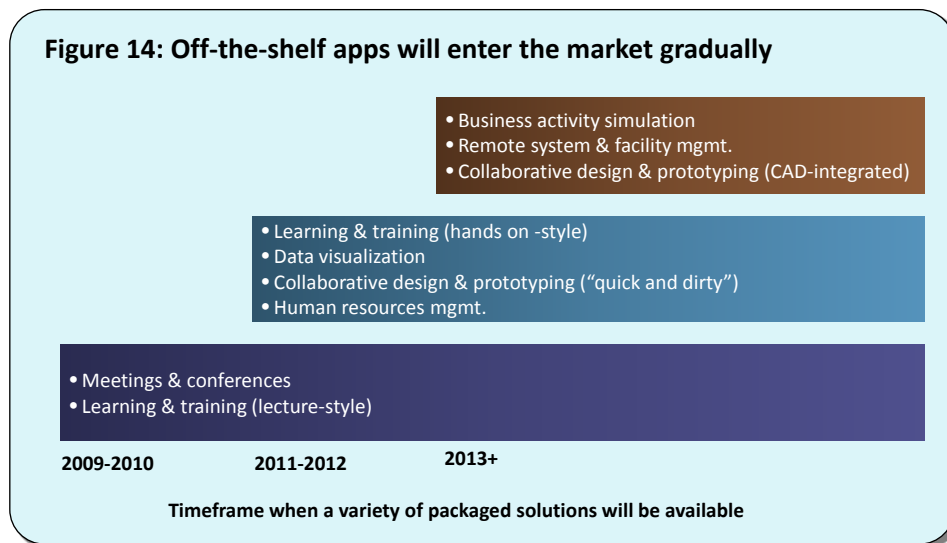 Figure 14: Off-the-shelf apps will enter the market gradually
• Business activity simulation
• Remote system & facility mgmt.
• Collaborative design & prototyping (CAD-integrated)
• Learning & training (hands on -style)
• Data visualization
• Collaborative design & prototyping (“quick and dirty”)
• Human resources mgmt.
• Meetings & conferences
• Learning & training (lecture-style)
2009-2010 2011-2012 2013+
Timeframe when a variety of packaged solutions will be available